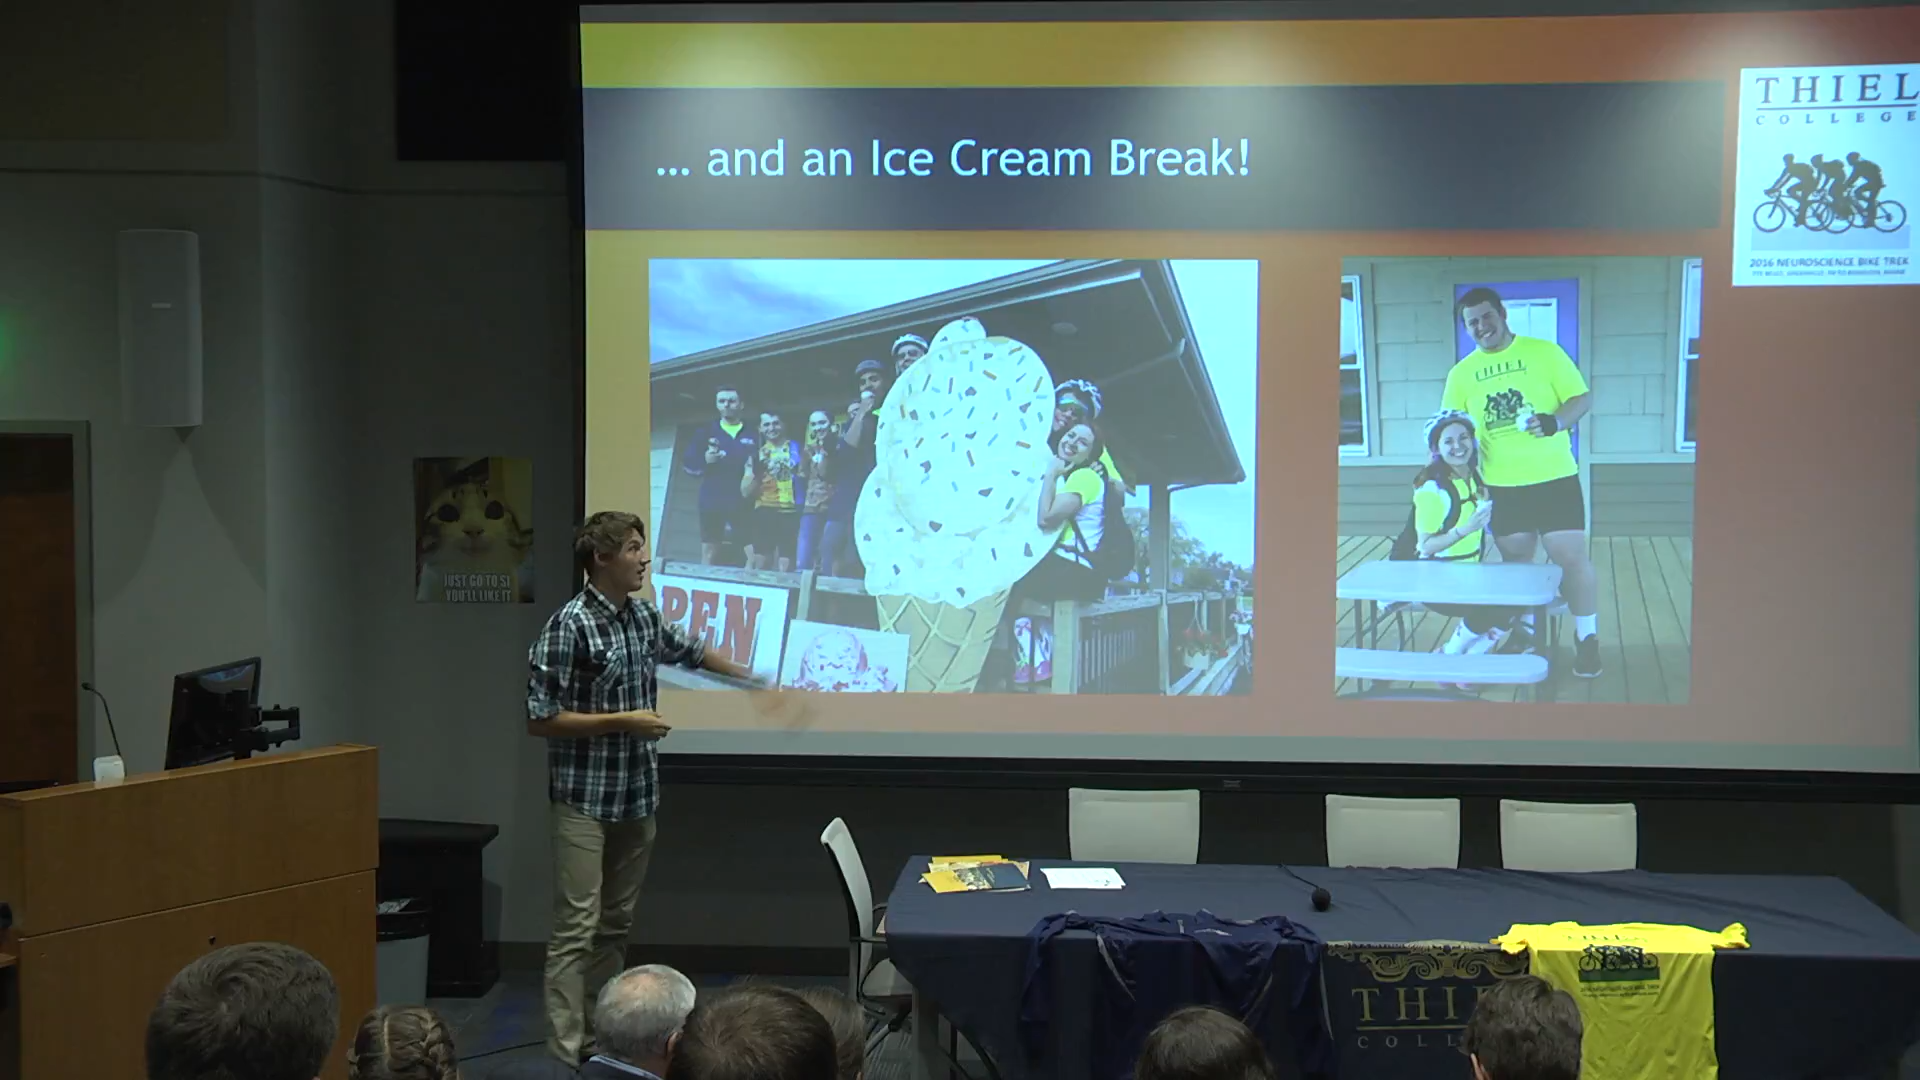 ... and an Ice Cream Break!
THIEL
COLLEGE
2016 NEUROSCIENCE BIKE TREK
THIEL
PEN
JUST GO TO
YOU'LL LIKE IT
THIEL
THI
COLL